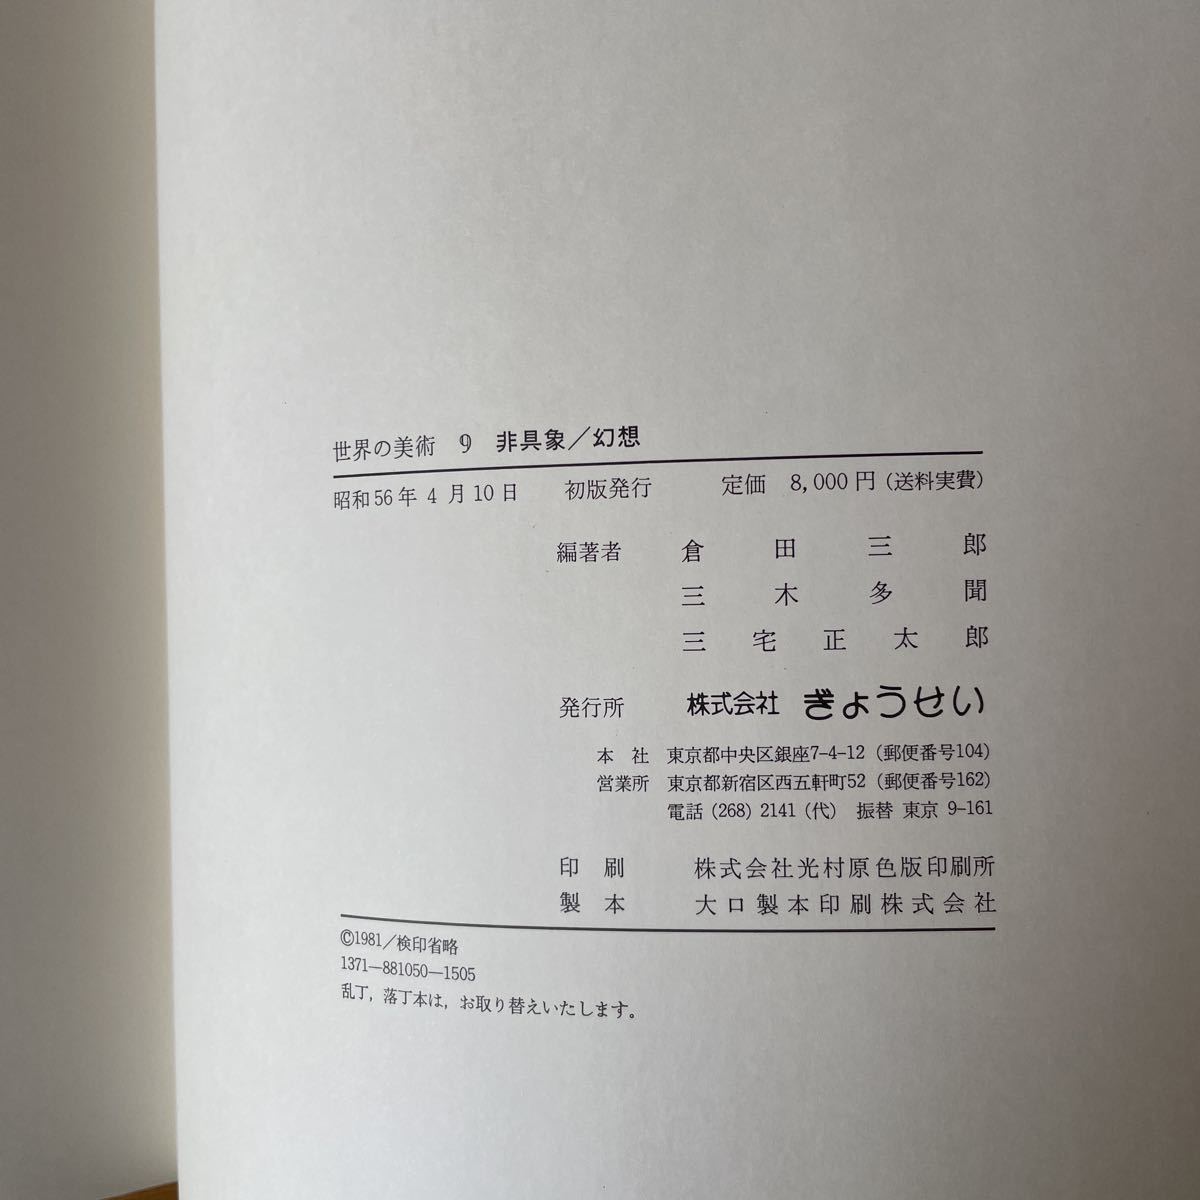 世界の美術 9 非具象／幻想
昭和56年4月10日 初版発行 定価 8,000円（送料実費）
編著者 倉田三郎
三木多聞
三宅正太郎
発行所 株式会社 ぎょうせい
本社 東京都中央区銀座7-4-12（郵便番号104）
営業所 東京都新宿区西五軒町52（郵便番号162）
電話（268）2141（代） 振替 東京 9-161
印刷 株式会社光村原色版印刷所
製本 大口製本印刷株式会社
©1981／検印省略
1371―881050―1505
乱丁，落丁本は，お取り替えいたします。